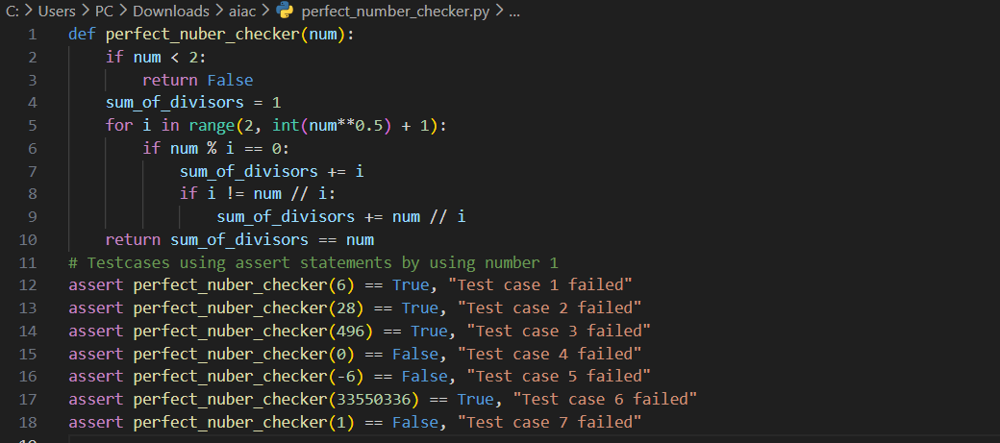 C: > Users > PC > Downloads > aiac > perfect_number_checker.py > ...
1 def perfect_nuber_checker(num):
2     if num < 2:
3         return False
4     sum_of_divisors = 1
5     for i in range(2, int(num**0.5) + 1):
6         if num % i == 0:
7             sum_of_divisors += i
8             if i != num // i:
9                 sum_of_divisors += num // i
10     return sum_of_divisors == num
11 # Testcases using assert statements by using number 1
12 assert perfect_nuber_checker(6) == True, "Test case 1 failed"
13 assert perfect_nuber_checker(28) == True, "Test case 2 failed"
14 assert perfect_nuber_checker(496) == True, "Test case 3 failed"
15 assert perfect_nuber_checker(0) == False, "Test case 4 failed"
16 assert perfect_nuber_checker(-6) == False, "Test case 5 failed"
17 assert perfect_nuber_checker(33550336) == True, "Test case 6 failed"
18 assert perfect_nuber_checker(1) == False, "Test case 7 failed"